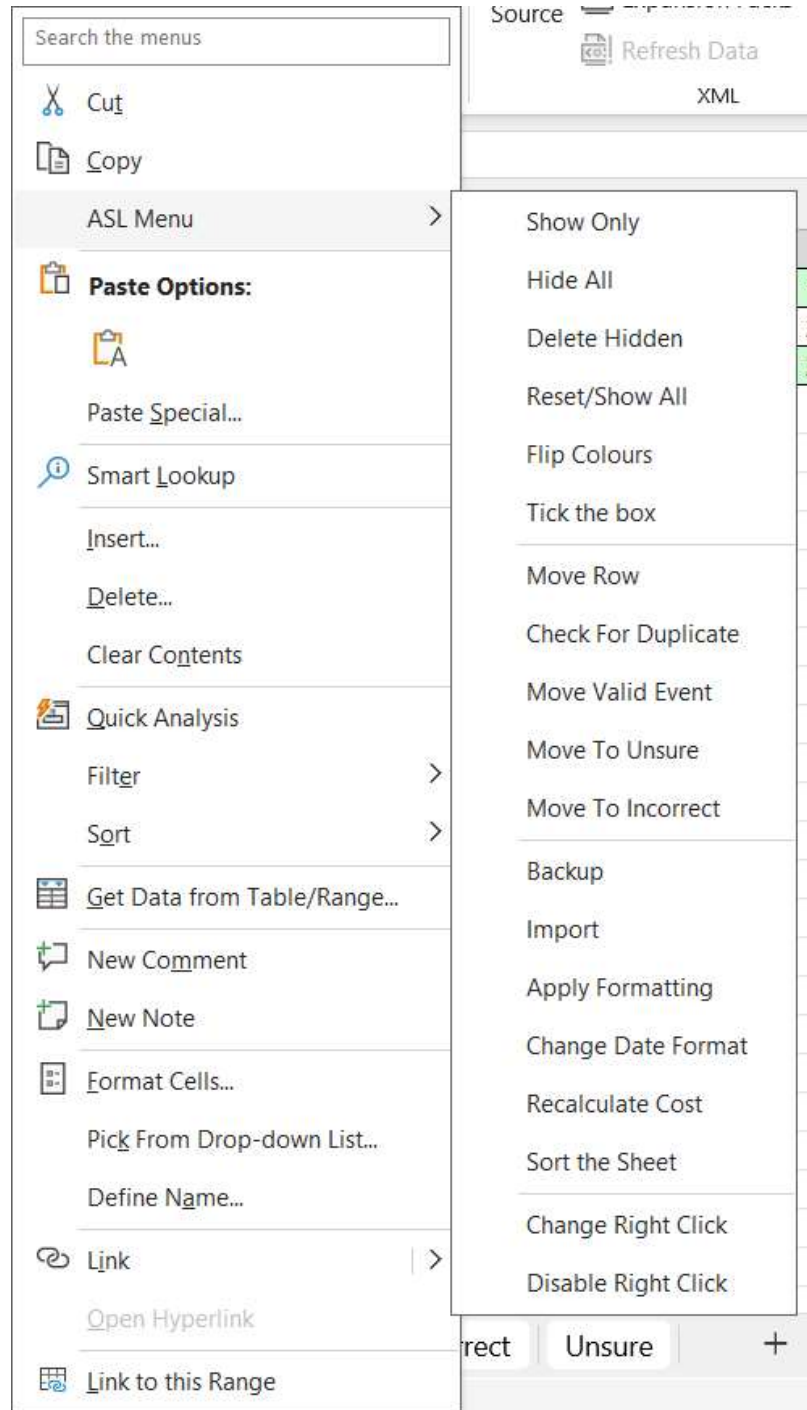 Search the menus
Cut
Copy
ASL Menu
Paste Options:
Paste Special...
Smart Lookup
Insert...
Delete...
Clear Contents
Quick Analysis
Filter
Sort
Get Data from Table/Range...
New Comment
New Note
Format Cells...
Pick From Drop-down List...
Define Name...
Link
Open Hyperlink
Link to this Range
Source
Refresh Data
XML
Show Only
Hide All
Delete Hidden
Reset/Show All
Flip Colours
Tick the box
Move Row
Check For Duplicate
Move Valid Event
Move To Unsure
Move To Incorrect
Backup
Import
Apply Formatting
Change Date Format
Recalculate Cost
Sort the Sheet
Change Right Click
Disable Right Click
rrect
Unsure